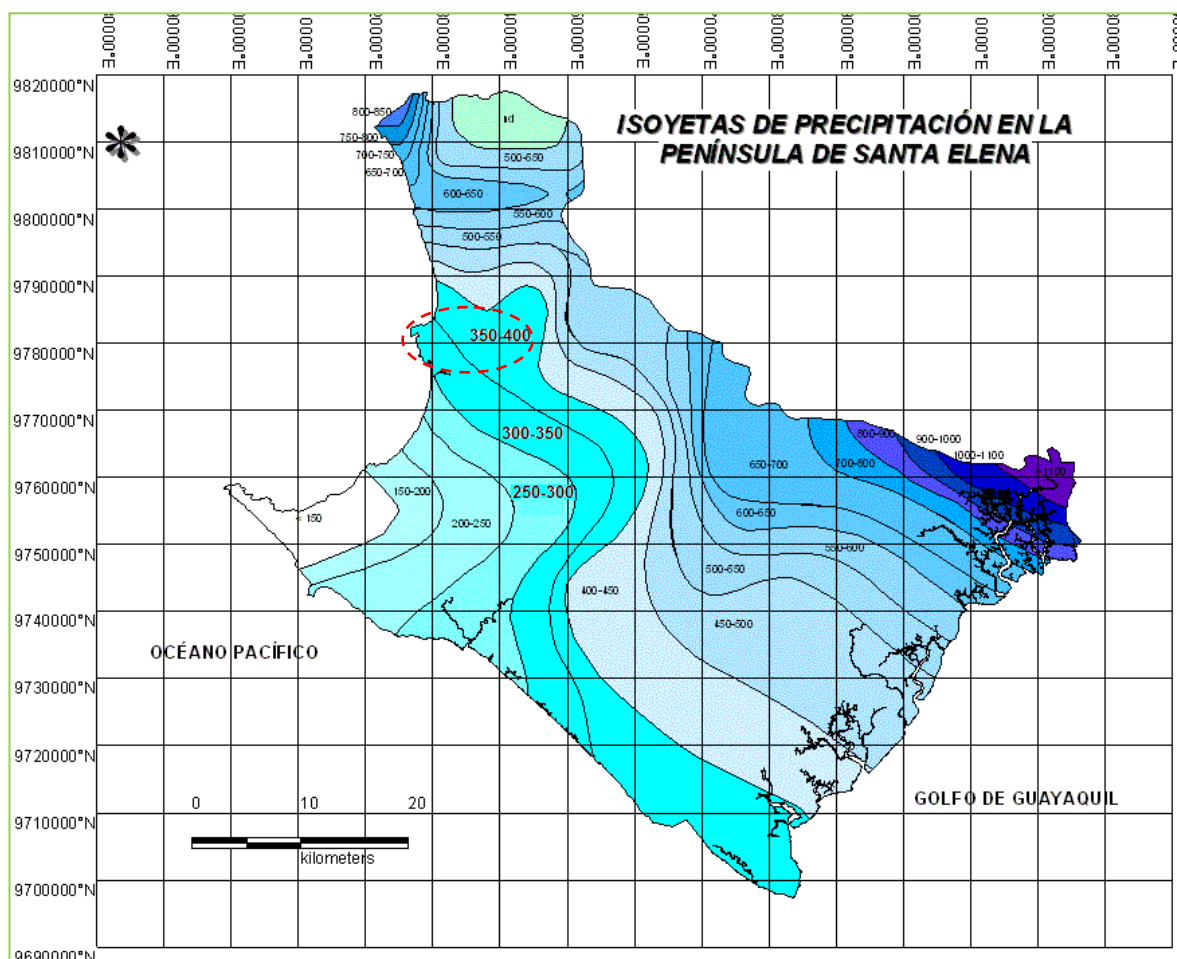 ISOYETAS DE PRECIPITACIÓN EN LA
PENÍNSULA DE SANTA ELENA
9820000°N
9810000°N
9800000°N
9790000°N
9780000°N
9770000°N
9760000°N
9750000°N
9740000°N
9730000°N
9720000°N
9710000°N
9700000°N
9690000°N
800-850
750-800
700-750
650-700
nd
500-650
600-650
550-600
500-550
350-400
300-350
250-300
150-200
200-250
< 150
400-450
450-500
500-550
550-600
600-650
650-700
700-800
800-900
900-1000
1000-1100
1100
OCÉANO PACÍFICO
GOLFO DE GUAYAQUIL
0 10 20
kilometers